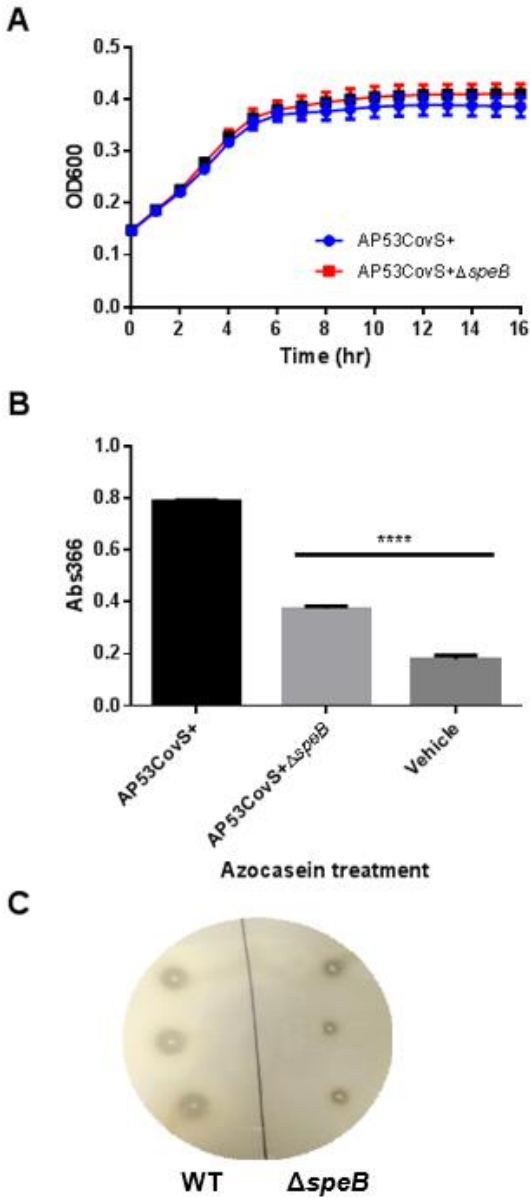 A
OD600
0.5
0.4
0.3
0.2
0.1
0.0
AP53CovS+
AP53CovS+ΔspeB
0 2 4 6 8 10 12 14 16
Time (hr)
B
Abs366
1.0
0.8
0.6
0.4
0.2
0.0
****
AP53CovS+
AP53CovS+ΔspeB
Vehicle
Azocasein treatment
C
WT ΔspeB